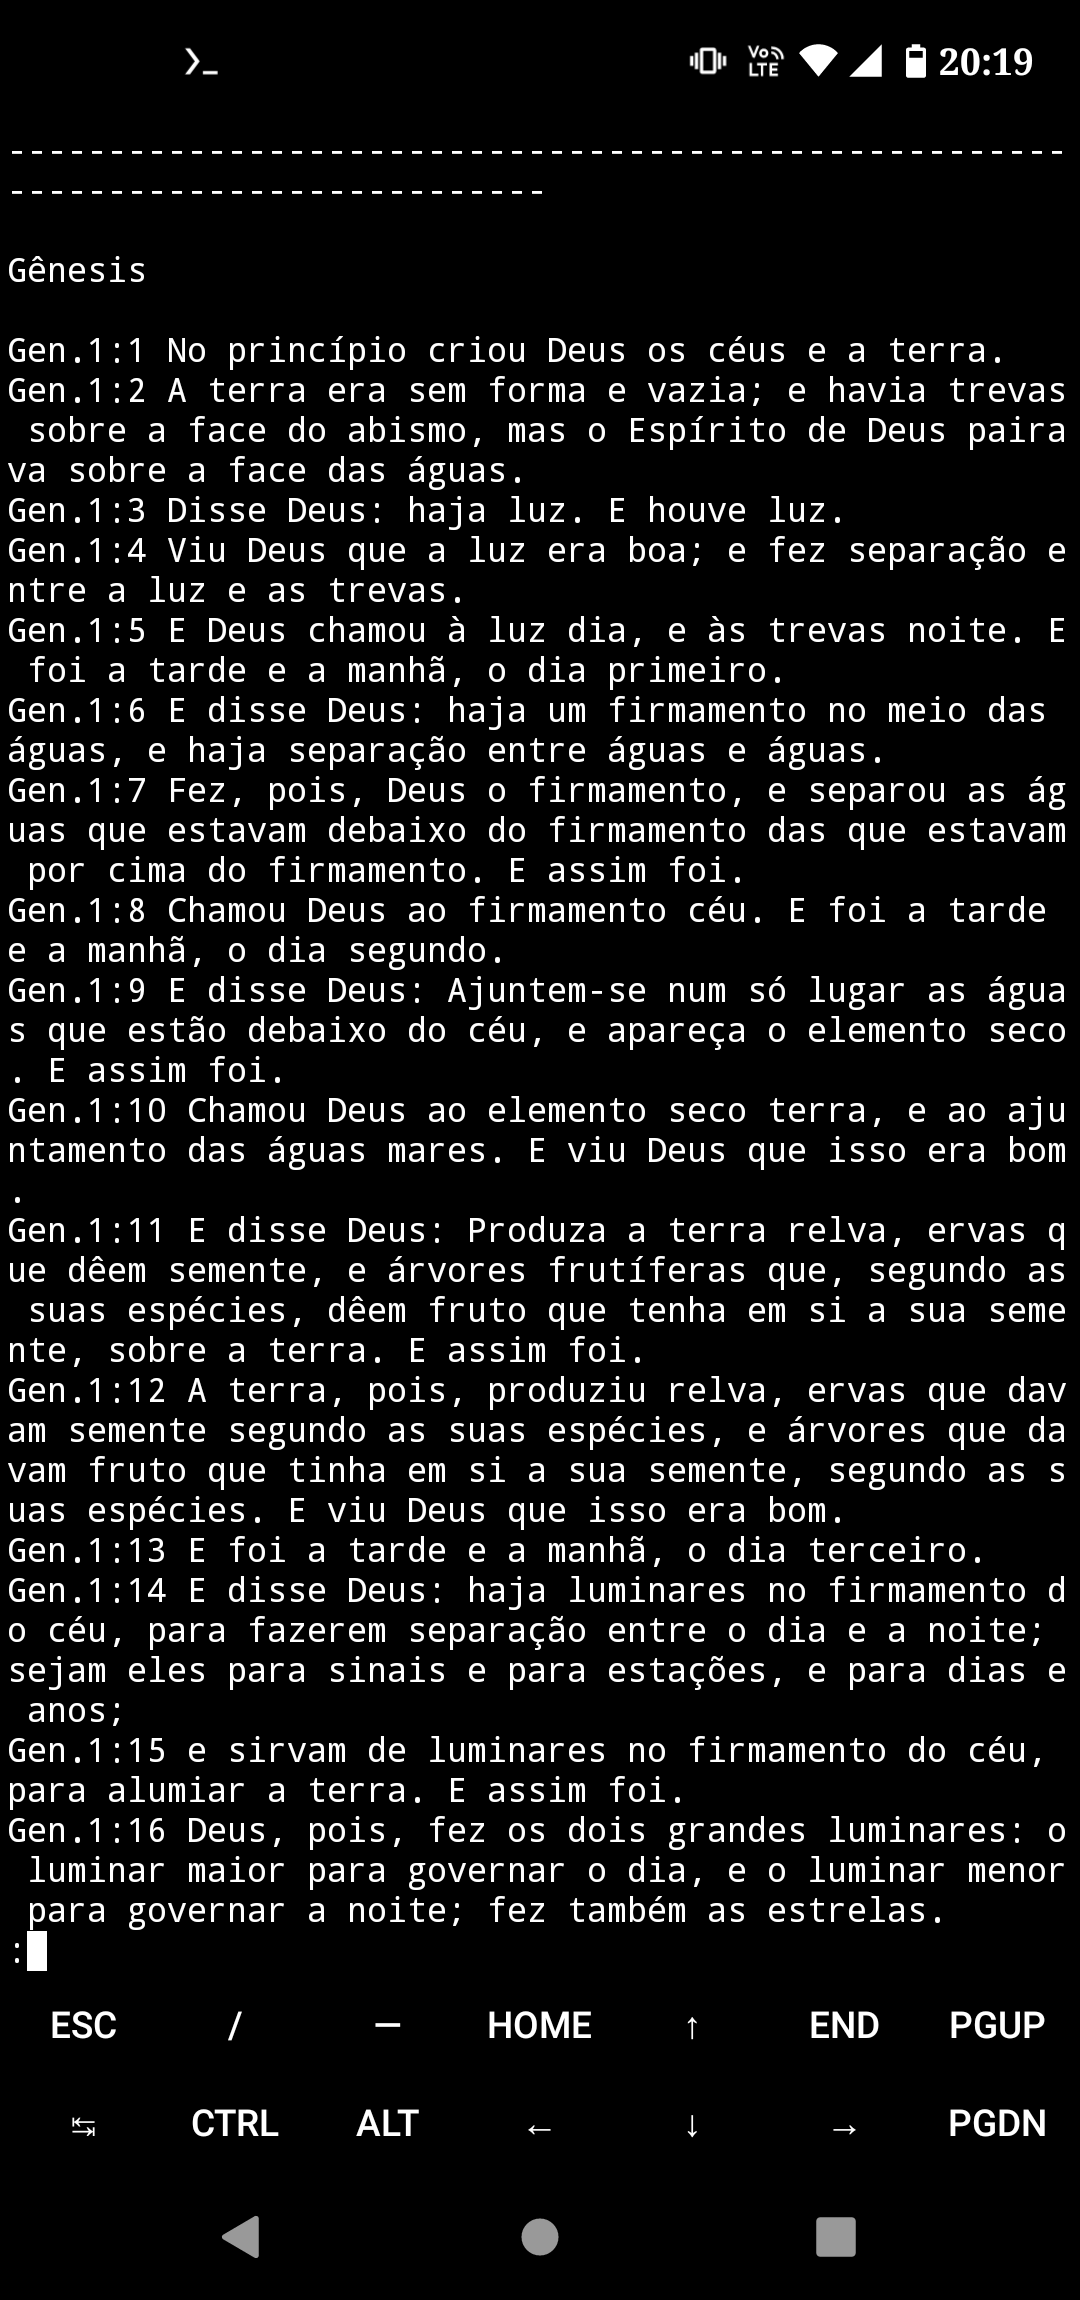 20:19
-----------------------------------------------------
---------------------------
Gênesis
Gen.1:1 No princípio criou Deus os céus e a terra.
Gen.1:2 A terra era sem forma e vazia; e havia trevas
 sobre a face do abismo, mas o Espírito de Deus paira
va sobre a face das águas.
Gen.1:3 Disse Deus: haja luz. E houve luz.
Gen.1:4 Viu Deus que a luz era boa; e fez separação e
ntre a luz e as trevas.
Gen.1:5 E Deus chamou à luz dia, e às trevas noite. E
 foi a tarde e a manhã, o dia primeiro.
Gen.1:6 E disse Deus: haja um firmamento no meio das
águas, e haja separação entre águas e águas.
Gen.1:7 Fez, pois, Deus o firmamento, e separou as ág
uas que estavam debaixo do firmamento das que estavam
 por cima do firmamento. E assim foi.
Gen.1:8 Chamou Deus ao firmamento céu. E foi a tarde
e a manhã, o dia segundo.
Gen.1:9 E disse Deus: Ajuntem-se num só lugar as água
s que estão debaixo do céu, e apareça o elemento seco
. E assim foi.
Gen.1:10 Chamou Deus ao elemento seco terra, e ao aju
ntamento das águas mares. E viu Deus que isso era bom
.
Gen.1:11 E disse Deus: Produza a terra relva, ervas q
ue dêem semente, e árvores frutíferas que, segundo as
 suas espécies, dêem fruto que tenha em si a sua seme
nte, sobre a terra. E assim foi.
Gen.1:12 A terra, pois, produziu relva, ervas que dav
am semente segundo as suas espécies, e árvores que da
vam fruto que tinha em si a sua semente, segundo as s
uas espécies. E viu Deus que isso era bom.
Gen.1:13 E foi a tarde e a manhã, o dia terceiro.
Gen.1:14 E disse Deus: haja luminares no firmamento d
o céu, para fazerem separação entre o dia e a noite;
sejam eles para sinais e para estações, e para dias e
 anos;
Gen.1:15 e sirvam de luminares no firmamento do céu,
para alumiar a terra. E assim foi.
Gen.1:16 Deus, pois, fez os dois grandes luminares: o
 luminar maior para governar o dia, e o luminar menor
 para governar a noite; fez também as estrelas.
:
ESC / — HOME ↑ END PGUP
↹ CTRL ALT ← ↓ → PGDN